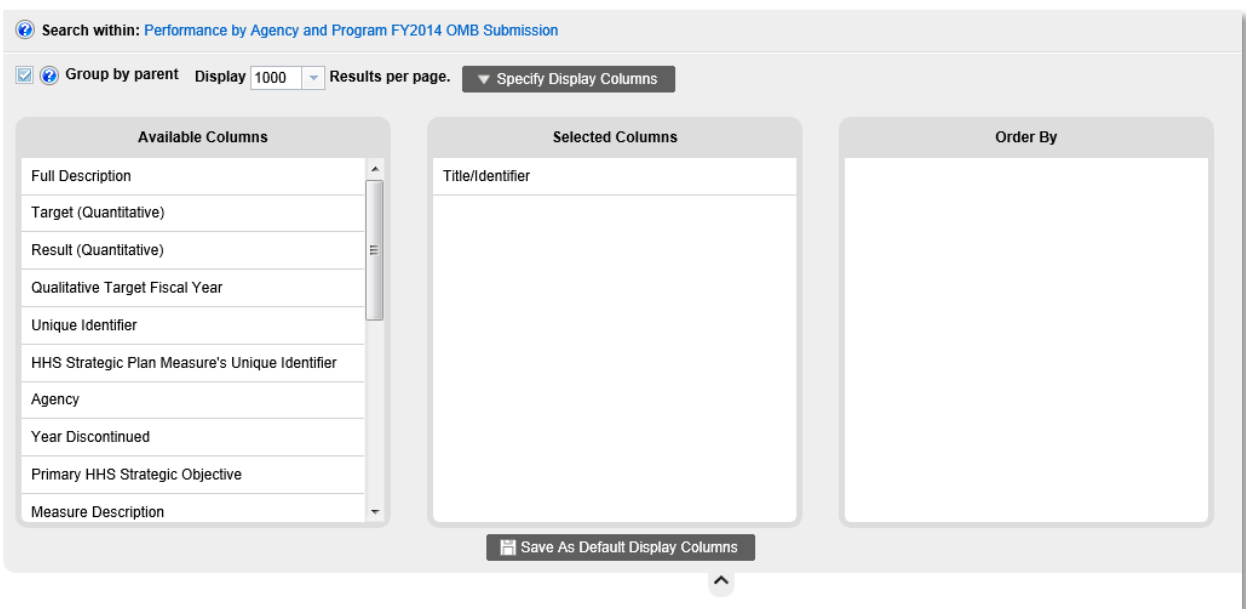 Search within: Performance by Agency and Program FY2014 OMB Submission
Group by parent Display 1000 Results per page. Specify Display Columns
Available Columns
Full Description
Target (Quantitative)
Result (Quantitative)
Qualitative Target Fiscal Year
Unique Identifier
HHS Strategic Plan Measure's Unique Identifier
Agency
Year Discontinued
Primary HHS Strategic Objective
Measure Description
Selected Columns
Title/Identifier
Order By
Save As Default Display Columns